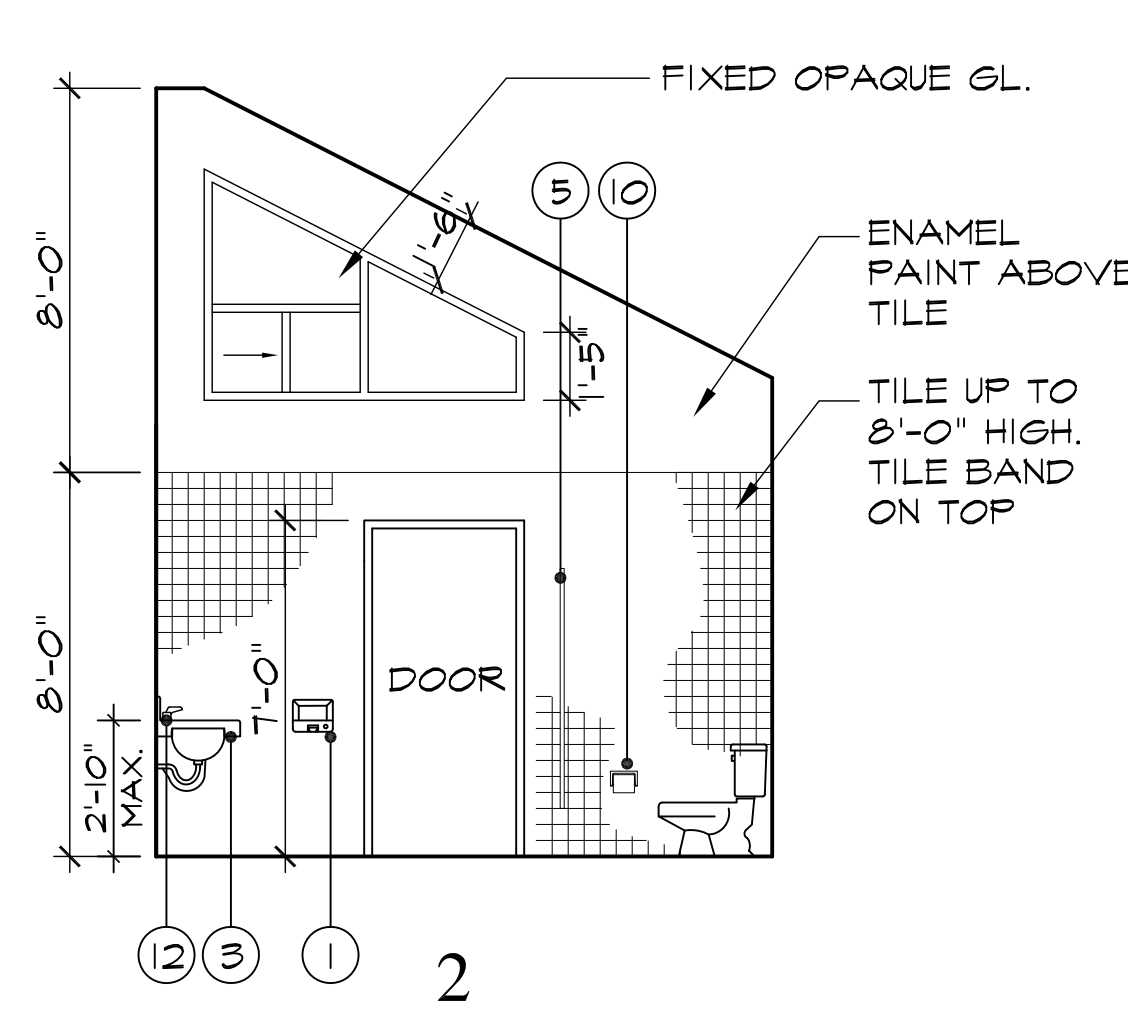 FIXED OPAQUE GL.
5
10
1'-6"
ENAMEL
PAINT ABOVE
TILE
8'-0"
1'-5"
TILE UP TO
8'-0" HIGH.
TILE BAND
ON TOP
8'-0"
7'-0"
DOOR
2'-10"
MAX.
12
3
1
2